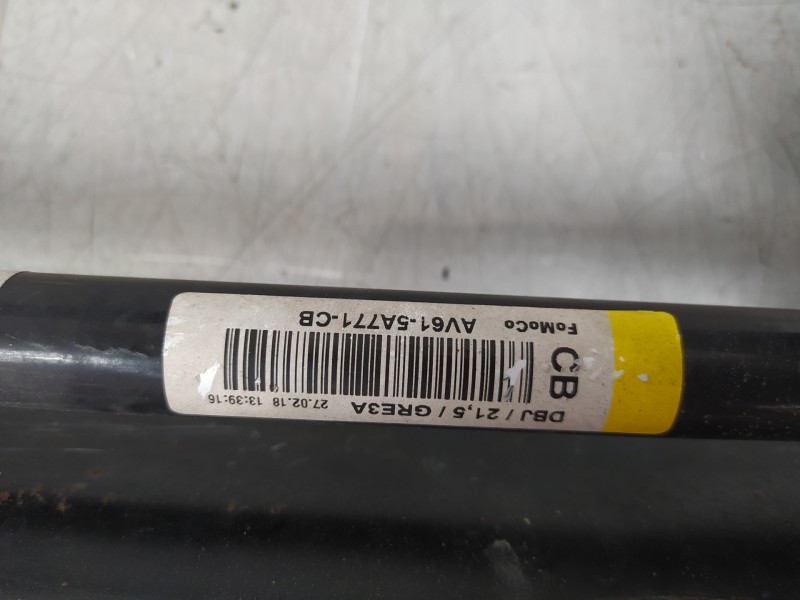 DBJ / 21,5 / GRE3A
27.02.18 13:39:16
CB
FoMoCo AV61-5A771-CB